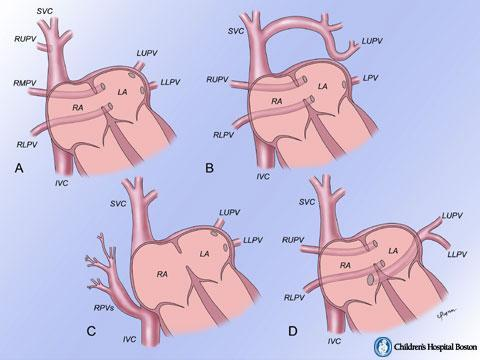 SVC
RUPV
RMPV
RLPV
LUPV
LLPV
LA
RA
A
IVC
SVC
LUPV
RUPV
LPV
LA
RA
RLPV
B
IVC
SVC
LUPV
LLPV
LA
RA
RPVs
C
IVC
SVC
LUPV
RUPV
LLPV
LA
RA
RLPV
D
IVC
Children's Hospital Boston